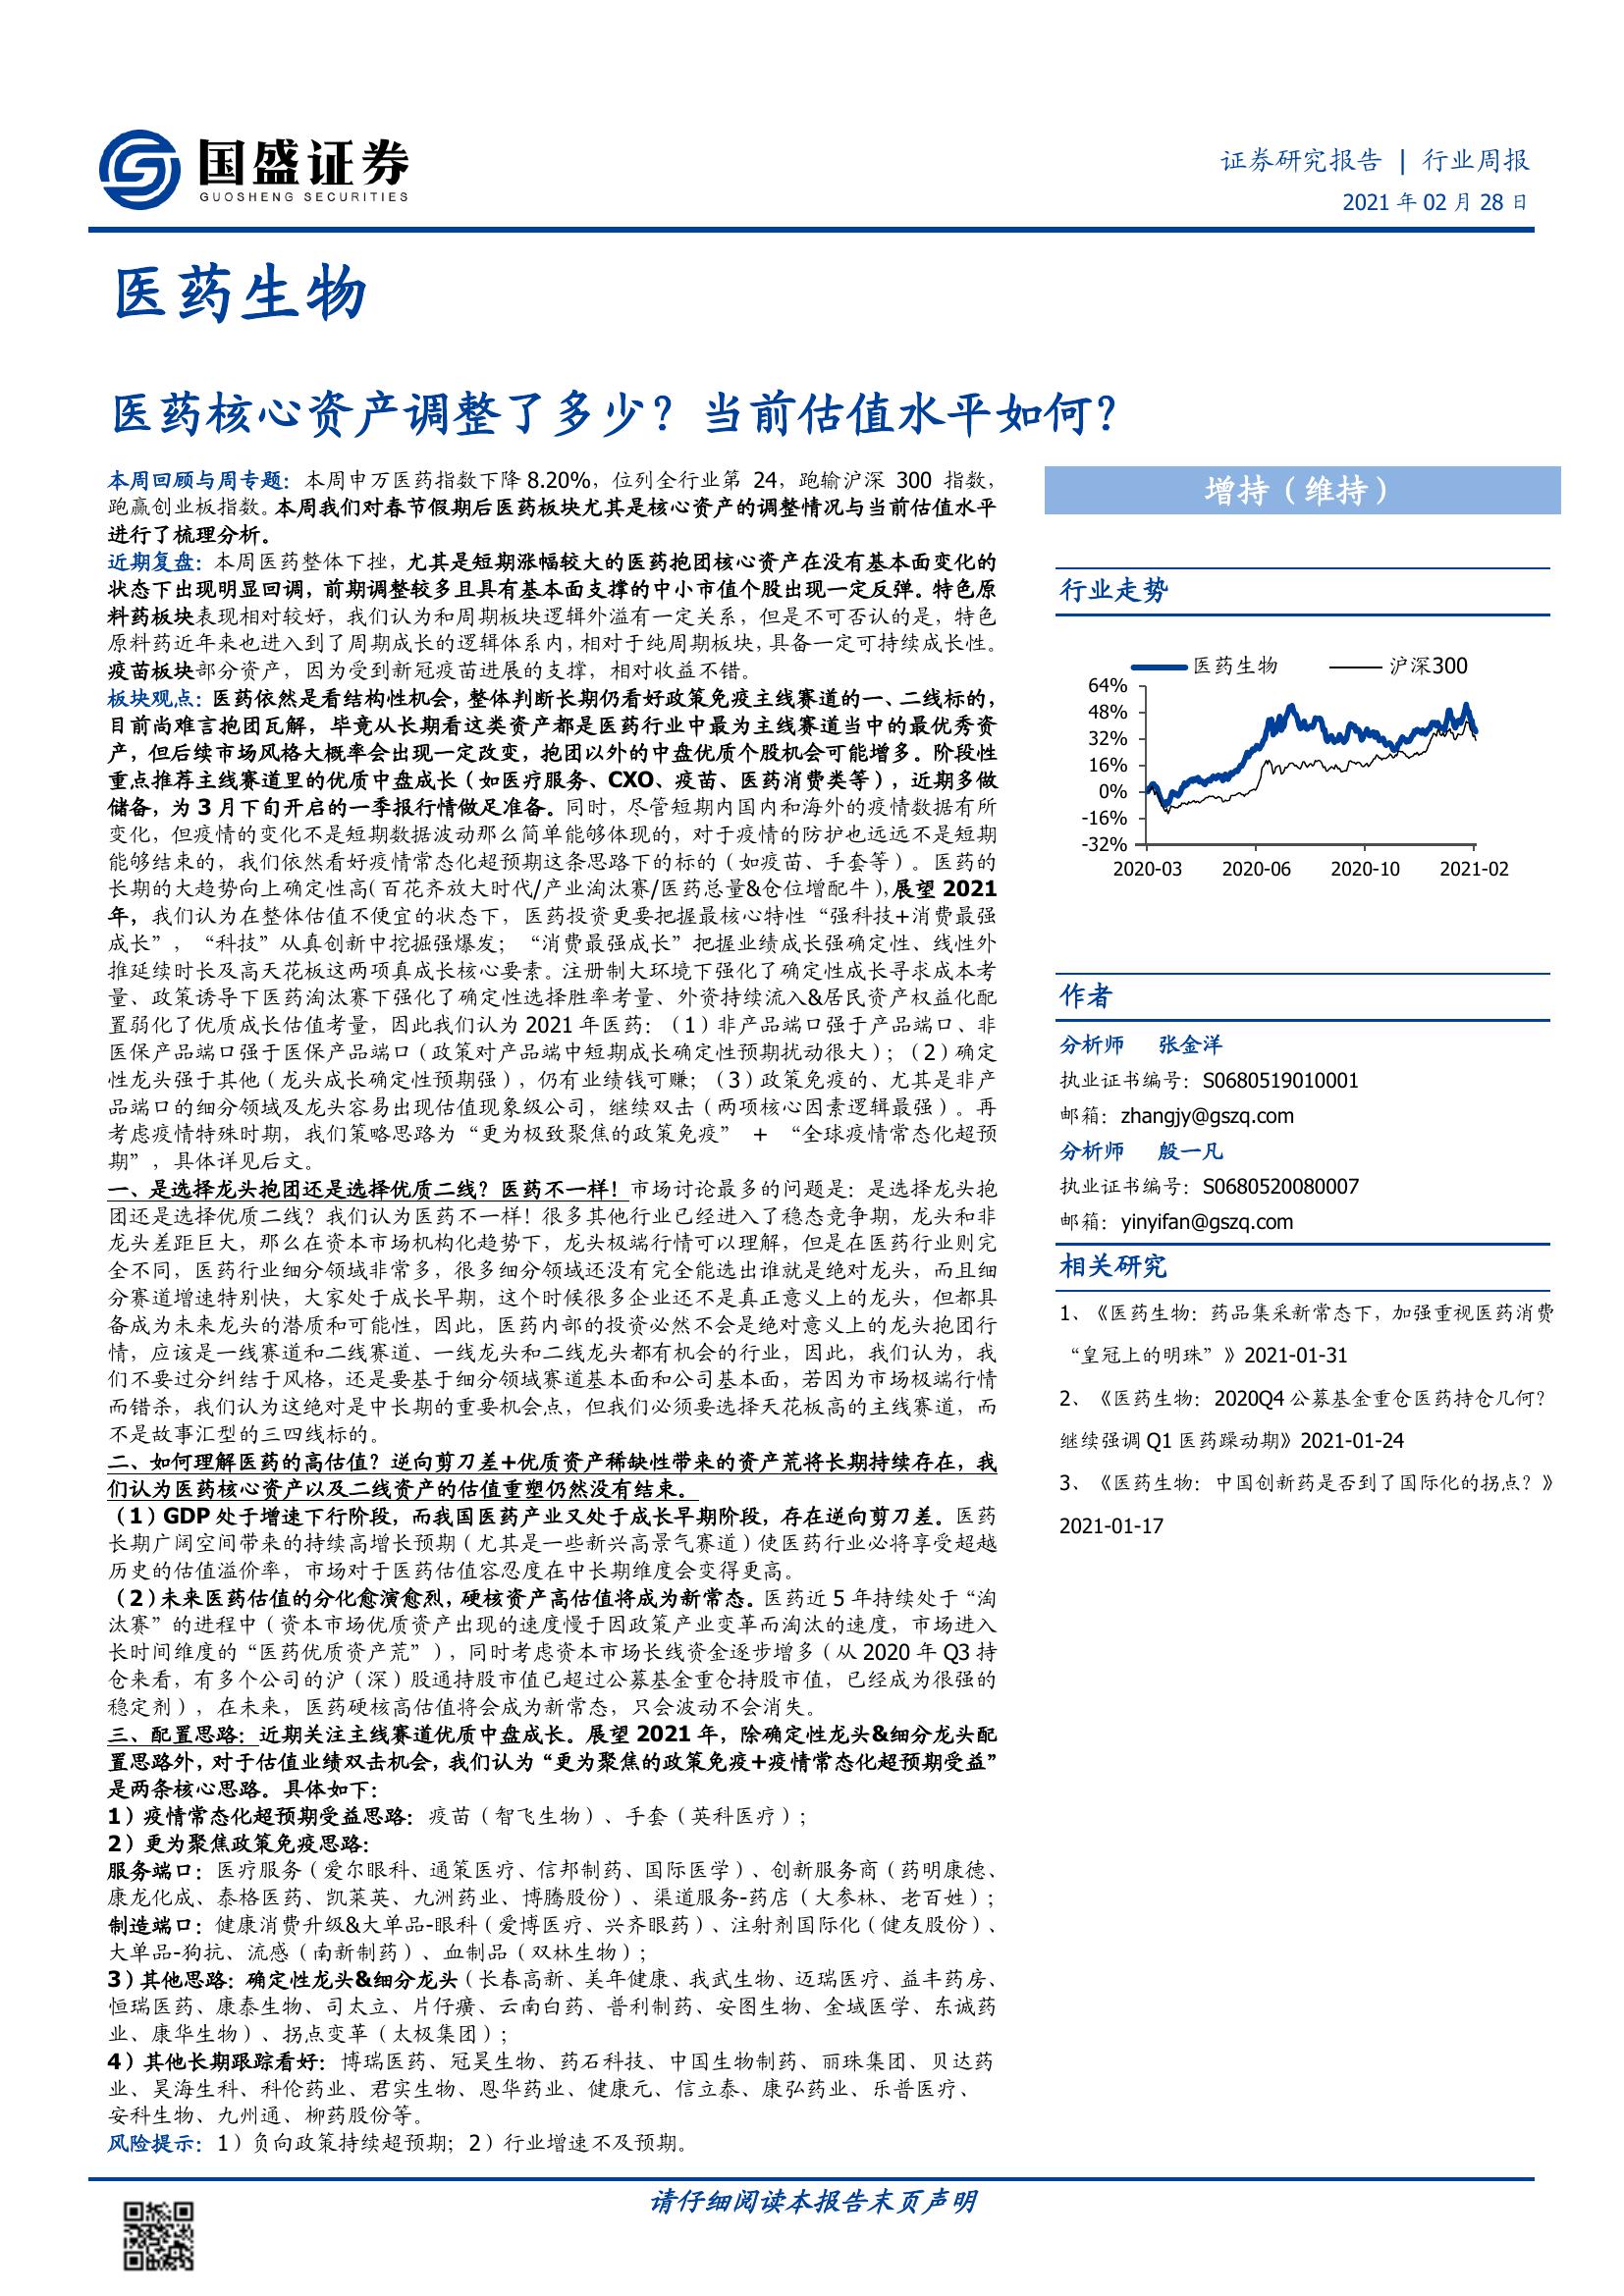 国盛证券
GUOSHENG SECURITIES
证券研究报告 | 行业周报
2021 年 02 月 28 日
医药生物
医药核心资产调整了多少？当前估值水平如何？
本周回顾与周专题：本周申万医药指数下降 8.20%，位列全行业第 24，跑输沪深 300 指数，
跑赢创业板指数。本周我们对春节假期后医药板块尤其是核心资产的调整情况与当前估值水平
进行了梳理分析。
近期复盘：本周医药整体下挫，尤其是短期涨幅较大的医药抱团核心资产在没有基本面变化的
状态下出现明显回调，前期调整较多且具有基本面支撑的中小市值个股出现一定反弹。特色原
料药板块表现相对较好，我们认为和周期板块逻辑外溢有一定关系，但是不可否认的是，特色
原料药近年来也进入到了周期成长的逻辑体系内，相对于纯周期板块，具备一定可持续成长性。
疫苗板块部分资产，因为受到新冠疫苗进展的支撑，相对收益不错。
板块观点：医药依然是看结构性机会，整体判断长期仍看好政策免疫主线赛道的一、二线标的，
目前尚难言抱团瓦解，毕竟从长期看这类资产都是医药行业中最为主线赛道当中的最优秀资
产，但后续市场风格大概率会出现一定改变，抱团以外的中盘优质个股机会可能增多。阶段性
重点推荐主线赛道里的优质中盘成长（如医疗服务、CXO、疫苗、医药消费类等），近期多做
储备，为 3 月下旬开启的一季报行情做足准备。同时，尽管短期内国内和海外的疫情数据有所
变化，但疫情的变化不是短期数据波动那么简单能够体现的，对于疫情的防护也远远不是短期
能够结束的，我们依然看好疫情常态化超预期这条思路下的标的（如疫苗、手套等）。医药的
长期的大趋势向上确定性高（百花齐放大时代/产业淘汰赛/医药总量&仓位增配牛），展望 2021
年，我们认为在整体估值不便宜的状态下，医药投资更要把握最核心特性“强科技+消费最强
成长”，“科技”从真创新中挖掘强爆发；“消费最强成长”把握业绩成长强确定性、线性外
推延续时长及高天花板这两项真成长核心要素。注册制大环境下强化了确定性成长寻求成本考
量、政策诱导下医药淘汰赛下强化了确定性选择胜率考量、外资持续流入&居民资产权益化配
置弱化了优质成长估值考量，因此我们认为 2021 年医药：（1）非产品端口强于产品端口、非
医保产品端口强于医保产品端口（政策对产品端中短期成长确定性预期扰动很大）；（2）确定
性龙头强于其他（龙头成长确定性预期强），仍有业绩钱可赚；（3）政策免疫的、尤其是非产
品端口的细分领域及龙头容易出现估值现象级公司，继续双击（两项核心因素逻辑最强）。再
考虑疫情特殊时期，我们策略思路为“更为极致聚焦的政策免疫” + “全球疫情常态化超预
期”，具体详见后文。
一、是选择龙头抱团还是选择优质二线？医药不一样！市场讨论最多的问题是：是选择龙头抱
团还是选择优质二线？我们认为医药不一样！很多其他行业已经进入了稳态竞争期，龙头和非
龙头差距巨大，那么在资本市场机构化趋势下，龙头极端行情可以理解，但是在医药行业则完
全不同，医药行业细分领域非常多，很多细分领域还没有完全能选出谁就是绝对龙头，而且细
分赛道增速特别快，大家处于成长早期，这个时候很多企业还不是真正意义上的龙头，但都具
备成为未来龙头的潜质和可能性，因此，医药内部的投资必然不会是绝对意义上的龙头抱团行
情，应该是一线赛道和二线赛道、一线龙头和二线龙头都有机会的行业，因此，我们认为，我
们不要过分纠结于风格，还是要基于细分领域赛道基本面和公司基本面，若因为市场极端行情
而错杀，我们认为这绝对是中长期的重要机会点，但我们必须要选择天花板高的主线赛道，而
不是故事汇型的三四线标的。
二、如何理解医药的高估值？逆向剪刀差+优质资产稀缺性带来的资产荒将长期持续存在，我
们认为医药核心资产以及二线资产的估值重塑仍然没有结束。
（1）GDP 处于增速下行阶段，而我国医药产业又处于成长早期阶段，存在逆向剪刀差。医药
长期广阔空间带来的持续高增长预期（尤其是一些新兴高景气赛道）使医药行业必将享受超越
历史的估值溢价率，市场对于医药估值容忍度在中长期维度会变得更高。
（2）未来医药估值的分化愈演愈烈，硬核资产高估值将成为新常态。医药近 5 年持续处于“淘
汰赛”的进程中（资本市场优质资产出现的速度慢于因政策产业变革而淘汰的速度，市场进入
长时间维度的“医药优质资产荒”），同时考虑资本市场长线资金逐步增多（从 2020 年 Q3 持
仓来看，有多个公司的沪（深）股通持股市值已超过公募基金重仓持股市值，已经成为很强的
稳定剂），在未来，医药硬核高估值将会成为新常态，只会波动不会消失。
三、配置思路：近期关注主线赛道优质中盘成长。展望 2021 年，除确定性龙头&细分龙头配
置思路外，对于估值业绩双击机会，我们认为“更为聚焦的政策免疫+疫情常态化超预期受益”
是两条核心思路。具体如下：
1）疫情常态化超预期受益思路：疫苗（智飞生物）、手套（英科医疗）；
2）更为聚焦政策免疫思路：
服务端口：医疗服务（爱尔眼科、通策医疗、信邦制药、国际医学）、创新服务商（药明康德、
康龙化成、泰格医药、凯莱英、九洲药业、博腾股份）、渠道服务-药店（大参林、老百姓）；
制造端口：健康消费升级&大单品-眼科（爱博医疗、兴齐眼药）、注射剂国际化（健友股份）、
大单品-狗抗、流感（南新制药）、血制品（双林生物）；
3）其他思路：确定性龙头&细分龙头（长春高新、美年健康、我武生物、迈瑞医疗、益丰药房、
恒瑞医药、康泰生物、司太立、片仔癀、云南白药、普利制药、安图生物、金域医学、东诚药
业、康华生物）、拐点变革（太极集团）；
4）其他长期跟踪看好：博瑞医药、冠昊生物、药石科技、中国生物制药、丽珠集团、贝达药
业、昊海生科、科伦药业、君实生物、恩华药业、健康元、信立泰、康弘药业、乐普医疗、
安科生物、九州通、柳药股份等。
风险提示：1）负向政策持续超预期；2）行业增速不及预期。
增持（维持）
行业走势
医药生物 沪深300
64%
48%
32%
16%
0%
-16%
-32%
2020-03 2020-06 2020-10 2021-02
作者
分析师 张金洋
执业证书编号：S0680519010001
邮箱：zhangjy@gszq.com
分析师 殷一凡
执业证书编号：S0680520080007
邮箱：yinyifan@gszq.com
相关研究
1、《医药生物：药品集采新常态下，加强重视医药消费
“皇冠上的明珠”》2021-01-31
2、《医药生物：2020Q4 公募基金重仓医药持仓几何？
继续强调 Q1 医药躁动期》2021-01-24
3、《医药生物：中国创新药是否到了国际化的拐点？》
2021-01-17
请仔细阅读本报告末页声明